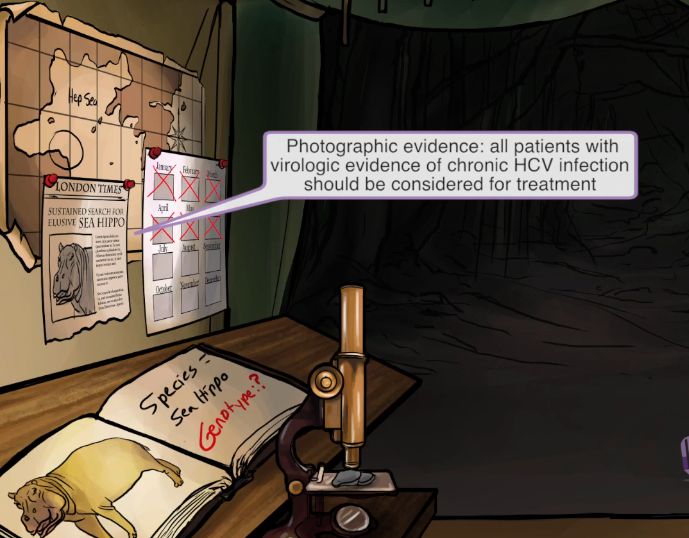 Hep Sea
Photographic evidence: all patients with
virologic evidence of chronic HCV infection
should be considered for treatment
LONDON TIMES
SUSTAINED SEARCH FOR
ELUSIVE SEA HIPPO
January February March
April May
July August September
October November December
Species =
Sea Hippo
Genotype:?